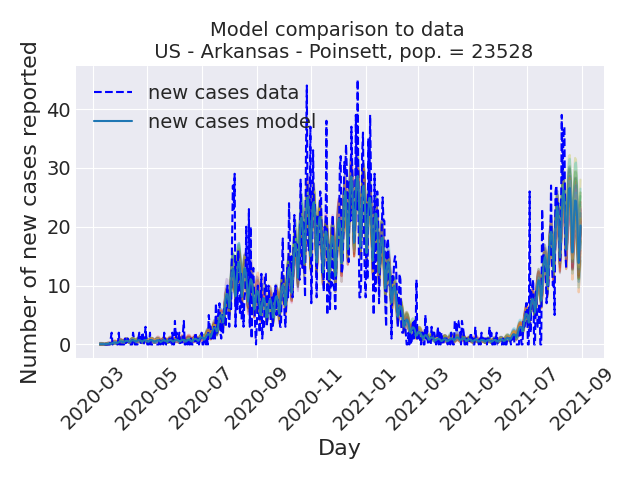 Model comparison to data
US - Arkansas - Poinsett, pop. = 23528
Number of new cases reported
new cases data
new cases model
40
30
20
10
0
2020-03
2020-05
2020-07
2020-09
2020-11
2021-01
2021-03
2021-05
2021-07
2021-09
Day